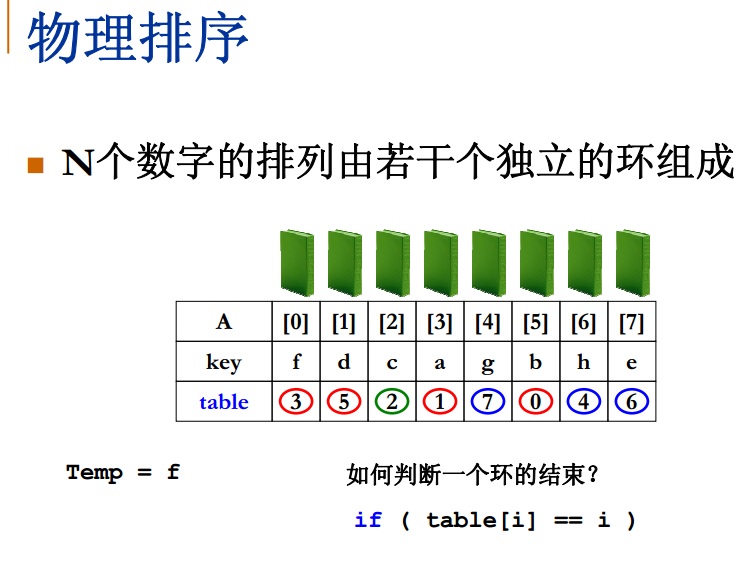 物理排序
N个数字的排列由若干个独立的环组成
A [0] [1] [2] [3] [4] [5] [6] [7]
key f d c a g b h e
table 3 5 2 1 7 0 4 6
Temp = f 如何判断一个环的结束？
if ( table[i] == i )